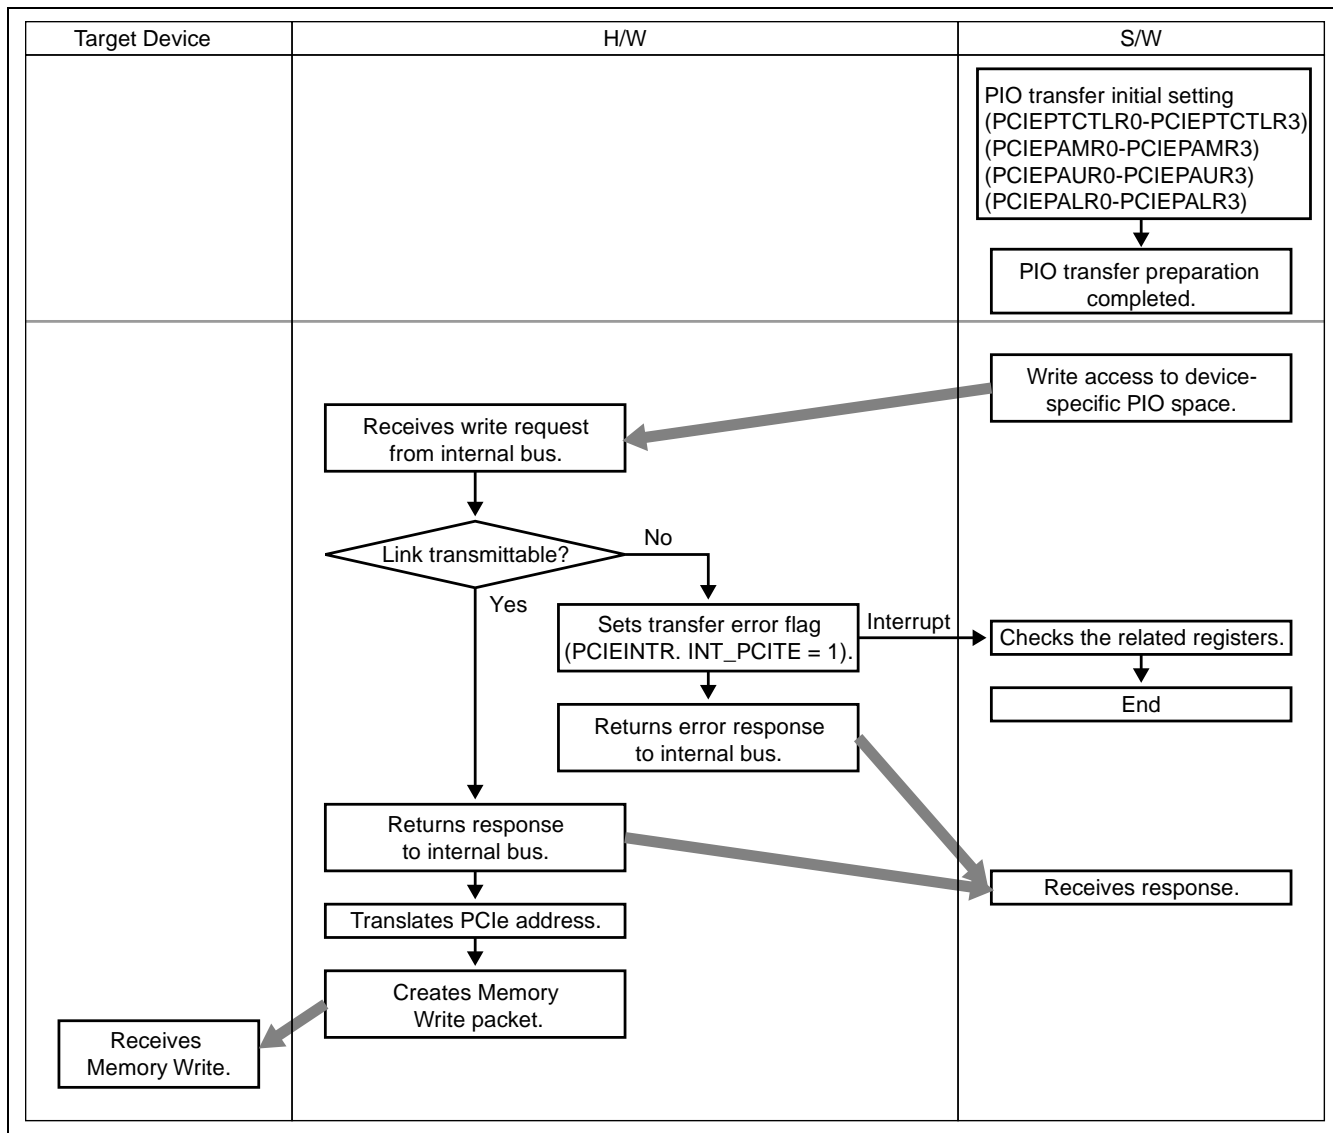 Target Device
H/W
S/W
PIO transfer initial setting
(PCIEPTCTLR0-PCIEPTCTLR3)
(PCIEPAMR0-PCIEPAMR3)
(PCIEPAUR0-PCIEPAUR3)
(PCIEPALR0-PCIEPALR3)
PIO transfer preparation
completed.
Write access to device-
specific PIO space.
Receives write request
from internal bus.
Link transmittable?
No
Yes
Sets transfer error flag
(PCIEINTR. INT_PCITE = 1).
Interrupt
Checks the related registers.
End
Returns error response
to internal bus.
Returns response
to internal bus.
Receives response.
Translates PCIe address.
Creates Memory
Write packet.
Receives
Memory Write.